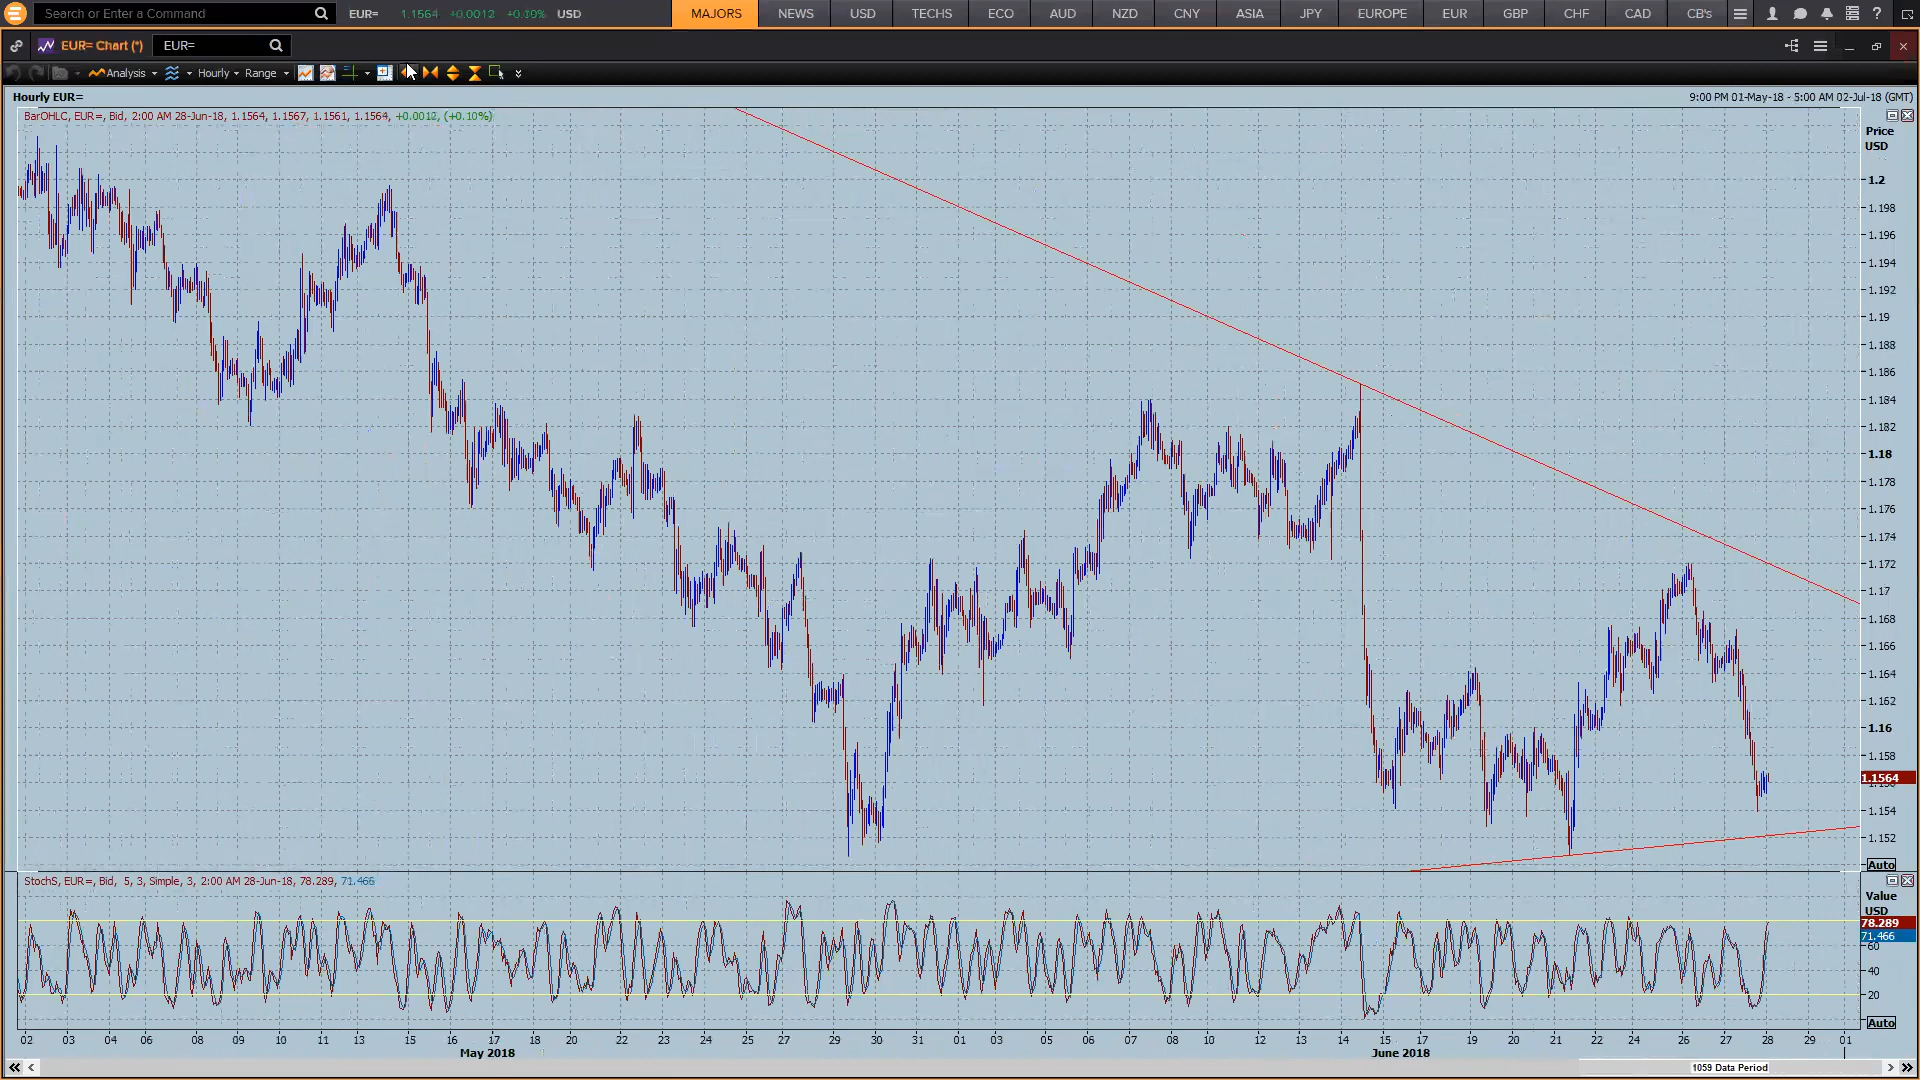 Search or Enter a Command EUR= 1.1564 +0.0012 +0.10% USD MAJORS NEWS USD TECHS ECO AUD NZD CNY ASIA JPY EUROPE EUR GBP CHF CAD CB's
EUR= Chart (*) EUR=
Analysis Hourly Range
Hourly EUR= 9:00 PM 01-May-18 - 5:00 AM 02-Jul-18 (GMT)
BarOHLC, EUR=, Bid, 2:00 AM 28-Jun-18, 1.1564, 1.1567, 1.1561, 1.1564, +0.0012, (+0.10%)
Price
USD
1.2
1.198
1.196
1.194
1.192
1.19
1.188
1.186
1.184
1.182
1.18
1.178
1.176
1.174
1.172
1.17
1.168
1.166
1.164
1.162
1.16
1.158
1.1564
1.154
1.152
Auto
StochS, EUR=, Bid, 5, 3, Simple, 3, 2:00 AM 28-Jun-18, 78.289, 71.466
Value
USD
78.289
71.466
60
40
20
Auto
02 03 04 06 08 09 10 11 13 15 16 17 18 20 22 23 24 25 27 29 30 31 01 03 05 06 07 08 10 12 13 14 15 17 19 20 21 22 24 26 27 28 29 01
May 2018 June 2018
1059 Data Period